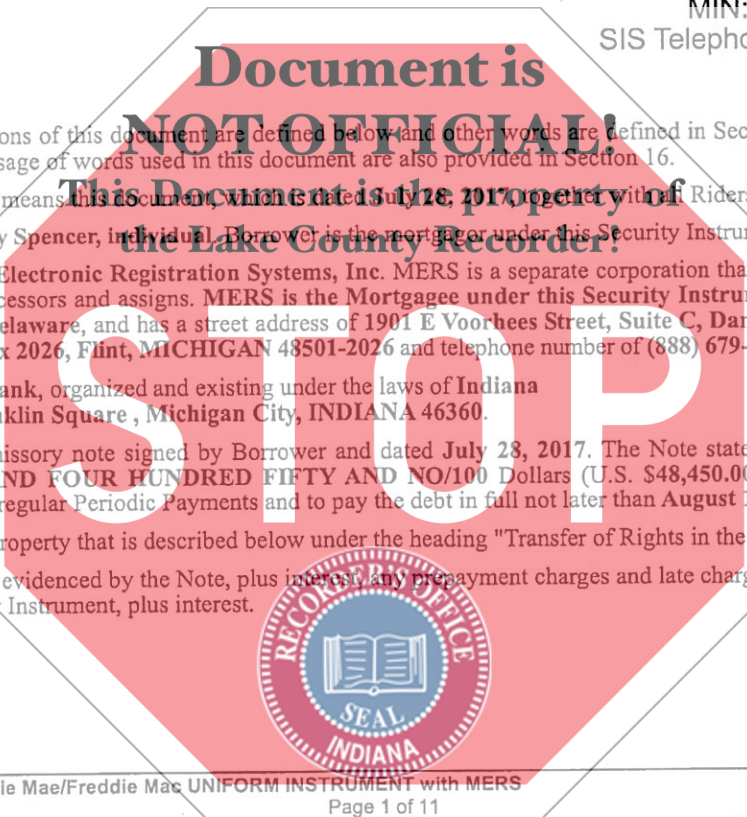 MIN:
SIS Telepho
Document is
NOT OFFICIAL!
ons of this document are defined below and other words are defined in Sec
sage of words used in this document are also provided in Section 16.
This Document is the property of
means this document, which is dated July 28, 2017, together with all Riders
the Lake County Recorder!
y Spencer, individual. Borrower is the mortgagor under this Security Instrum
Electronic Registration Systems, Inc. MERS is a separate corporation tha
cessors and assigns. MERS is the Mortgagee under this Security Instrum
elaware, and has a street address of 1901 E Voorhees Street, Suite C, Dan
x 2026, Flint, MICHIGAN 48501-2026 and telephone number of (888) 679-
STOP
ank, organized and existing under the laws of Indiana
klin Square , Michigan City, INDIANA 46360.
issory note signed by Borrower and dated July 28, 2017. The Note state
ND FOUR HUNDRED FIFTY AND NO/100 Dollars (U.S. $48,450.00
regular Periodic Payments and to pay the debt in full not later than August
roperty that is described below under the heading "Transfer of Rights in the
evidenced by the Note, plus interest, any prepayment charges and late charg
Instrument, plus interest.
RECORDER'S OFFICE
SEAL
INDIANA
ie Mae/Freddie Mac UNIFORM INSTRUMENT with MERS
Page 1 of 11